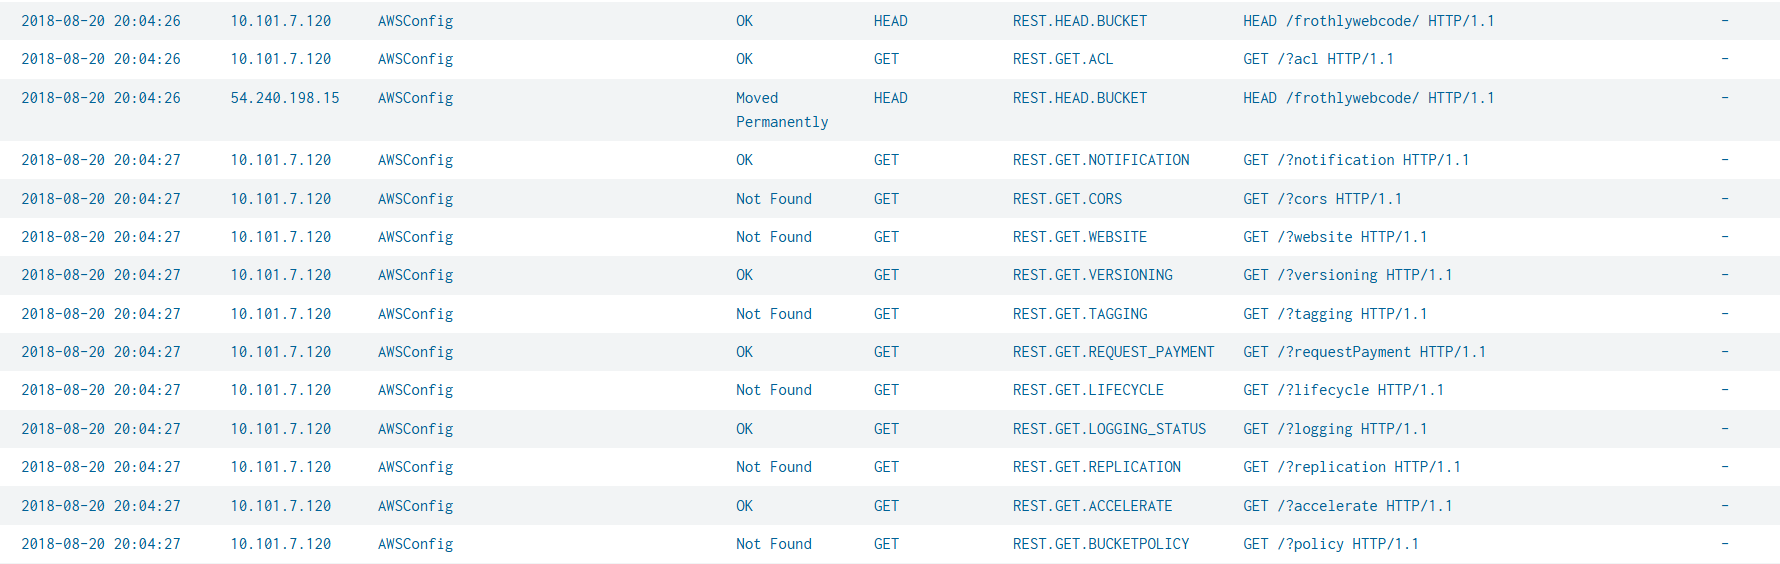 2018-08-20 20:04:26 10.101.7.120 AWSConfig OK HEAD REST.HEAD.BUCKET HEAD /frothlywebcode/ HTTP/1.1 -
2018-08-20 20:04:26 10.101.7.120 AWSConfig OK GET REST.GET.ACL GET /?acl HTTP/1.1 -
2018-08-20 20:04:26 54.240.198.15 AWSConfig Moved HEAD REST.HEAD.BUCKET HEAD /frothlywebcode/ HTTP/1.1 -
Permanently
2018-08-20 20:04:27 10.101.7.120 AWSConfig OK GET REST.GET.NOTIFICATION GET /?notification HTTP/1.1 -
2018-08-20 20:04:27 10.101.7.120 AWSConfig Not Found GET REST.GET.CORS GET /?cors HTTP/1.1 -
2018-08-20 20:04:27 10.101.7.120 AWSConfig Not Found GET REST.GET.WEBSITE GET /?website HTTP/1.1 -
2018-08-20 20:04:27 10.101.7.120 AWSConfig OK GET REST.GET.VERSIONING GET /?versioning HTTP/1.1 -
2018-08-20 20:04:27 10.101.7.120 AWSConfig Not Found GET REST.GET.TAGGING GET /?tagging HTTP/1.1 -
2018-08-20 20:04:27 10.101.7.120 AWSConfig OK GET REST.GET.REQUEST_PAYMENT GET /?requestPayment HTTP/1.1 -
2018-08-20 20:04:27 10.101.7.120 AWSConfig Not Found GET REST.GET.LIFECYCLE GET /?lifecycle HTTP/1.1 -
2018-08-20 20:04:27 10.101.7.120 AWSConfig OK GET REST.GET.LOGGING_STATUS GET /?logging HTTP/1.1 -
2018-08-20 20:04:27 10.101.7.120 AWSConfig Not Found GET REST.GET.REPLICATION GET /?replication HTTP/1.1 -
2018-08-20 20:04:27 10.101.7.120 AWSConfig OK GET REST.GET.ACCELERATE GET /?accelerate HTTP/1.1 -
2018-08-20 20:04:27 10.101.7.120 AWSConfig Not Found GET REST.GET.BUCKETPOLICY GET /?policy HTTP/1.1 -